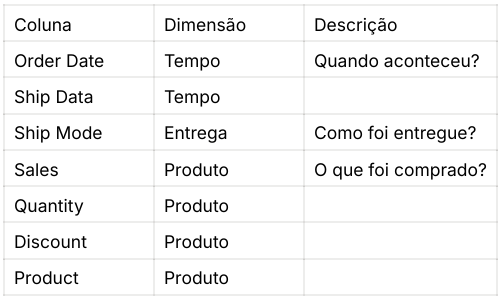 Coluna Dimensão Descrição
Order Date Tempo Quando aconteceu?
Ship Data Tempo
Ship Mode Entrega Como foi entregue?
Sales Produto O que foi comprado?
Quantity Produto
Discount Produto
Product Produto